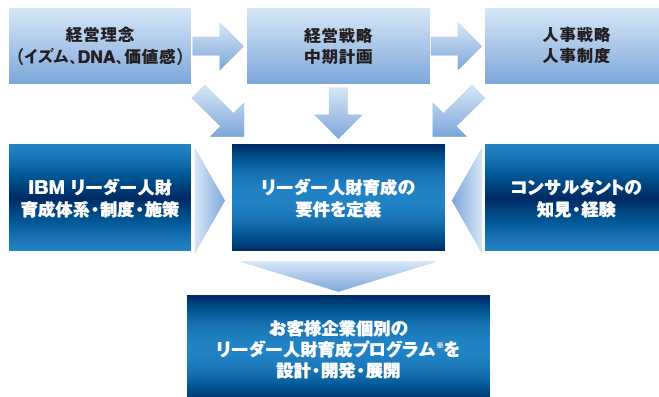 経営理念
（イズム、DNA、価値感）
経営戦略
中期計画
人事戦略
人事制度
IBM リーダー人財
育成体系・制度・施策
リーダー人財育成の
要件を定義
コンサルタントの
知見・経験
お客様企業個別の
リーダー人財育成プログラム※を
設計・開発・展開